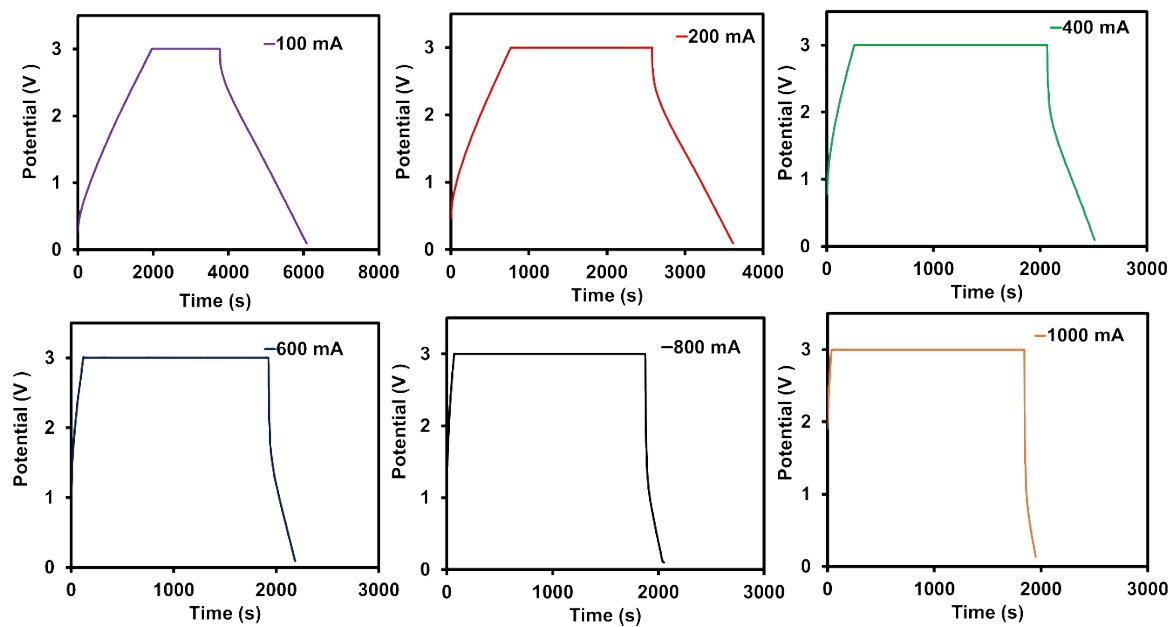 Potential (V )
3
2
1
0
0 2000 4000 6000 8000
Time (s)
100 mA
Potential (V )
3
2
1
0
0 1000 2000 3000 4000
Time (s)
200 mA
Potential (V )
3
2
1
0
0 1000 2000 3000
Time (s)
400 mA
Potential (V )
3
2
1
0
0 1000 2000 3000
Time (s)
600 mA
Potential (V )
3
2
1
0
0 1000 2000 3000
Time (s)
800 mA
Potential (V )
3
2
1
0
0 1000 2000 3000
Time (s)
1000 mA